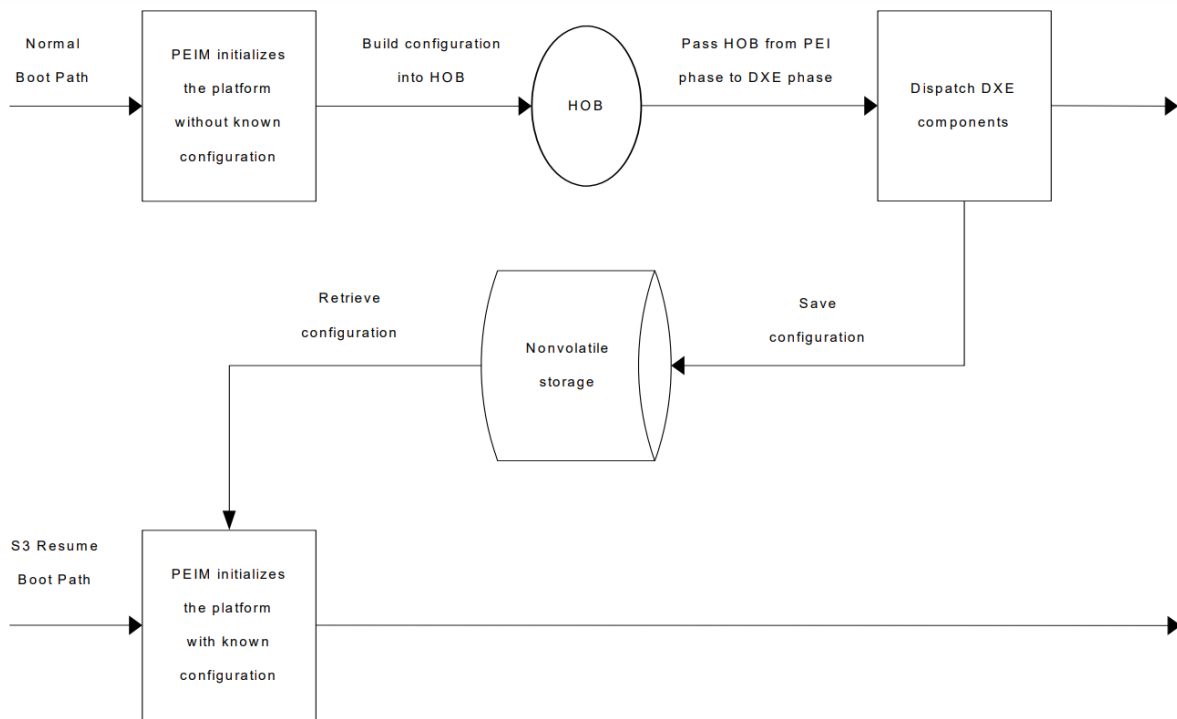 Normal
Boot Path
PEIM initializes
the platform
without known
configuration
Build configuration
into HOB
HOB
Pass HOB from PEI
phase to DXE phase
Dispatch DXE
components
Retrieve
configuration
Nonvolatile
storage
Save
configuration
S3 Resume
Boot Path
PEIM initializes
the platform
with known
configuration